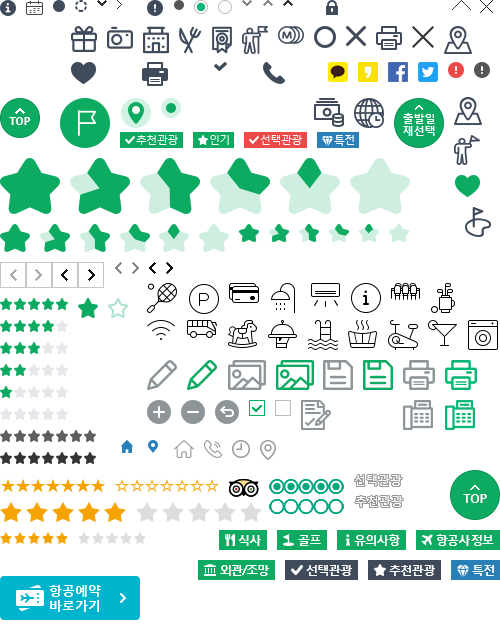 TOP
출발일
재선택
추천관광
인기
선택관광
특전
P
선택관광
추천관광
TOP
식사
골프
유의사항
항공사정보
외관/조망
선택관광
추천관광
특전
항공예약
바로가기